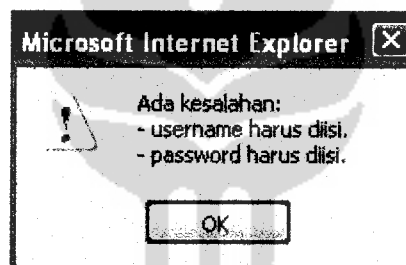 Microsoft Internet Explorer
Ada kesalahan:
- username harus diisi.
- password harus diisi.
OK